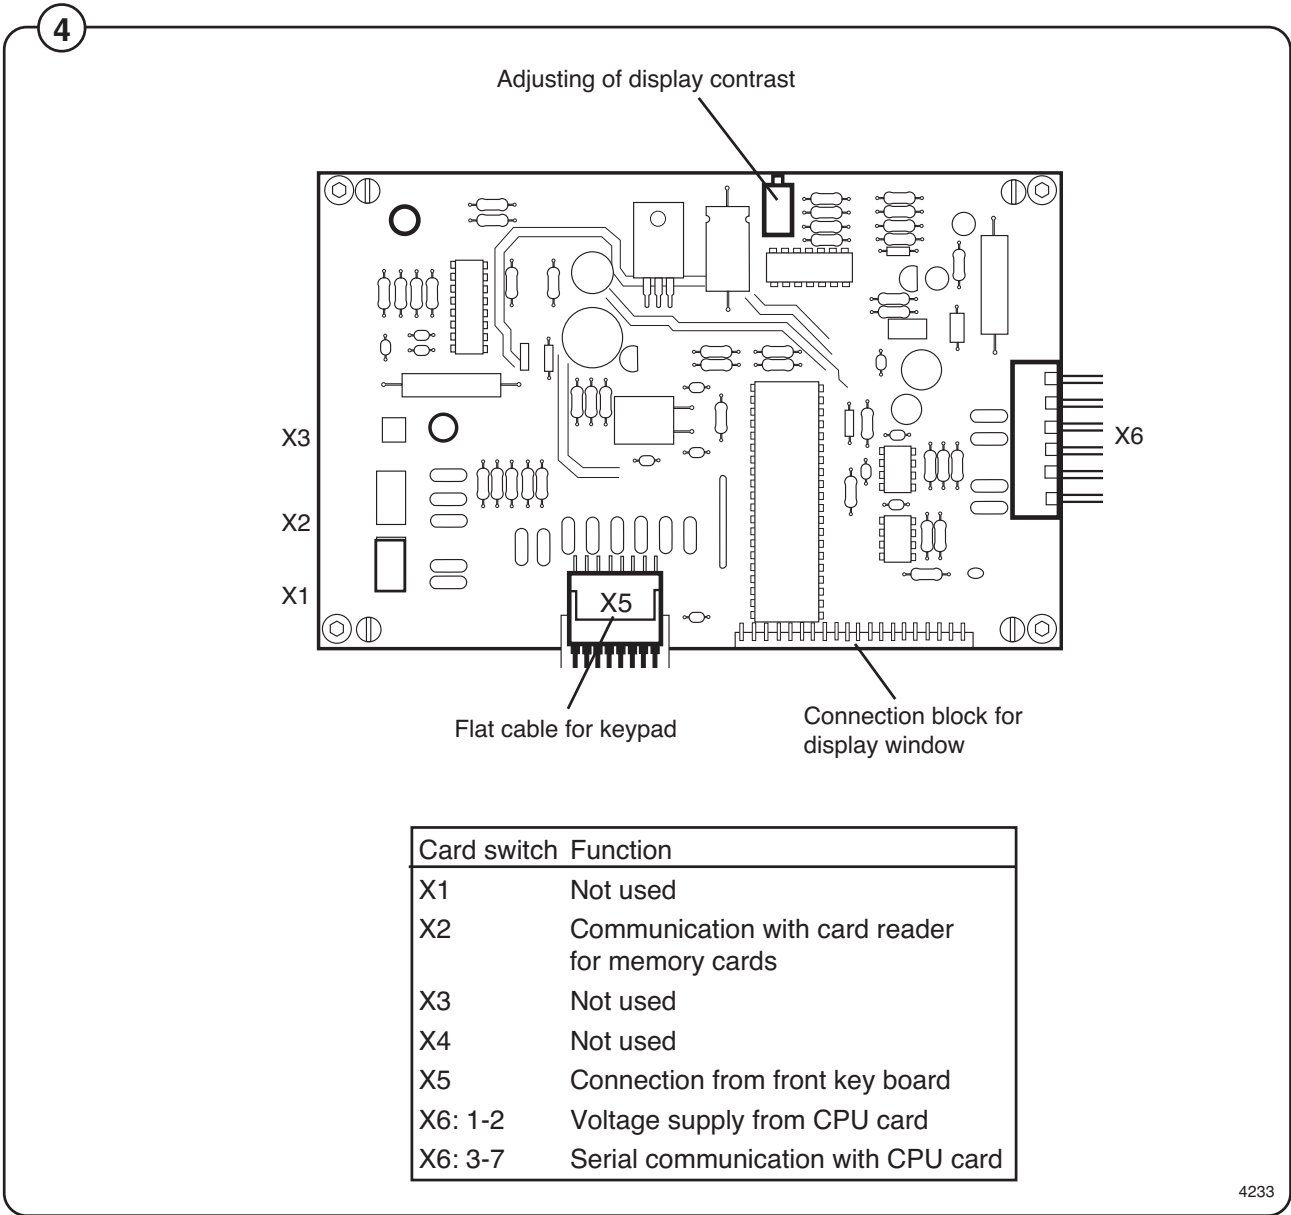 4
Adjusting of display contrast
X3
X6
X2
X1
X5
Flat cable for keypad
Connection block for
display window
Card switch Function
X1 Not used
X2 Communication with card reader
for memory cards
X3 Not used
X4 Not used
X5 Connection from front key board
X6: 1-2 Voltage supply from CPU card
X6: 3-7 Serial communication with CPU card
4233